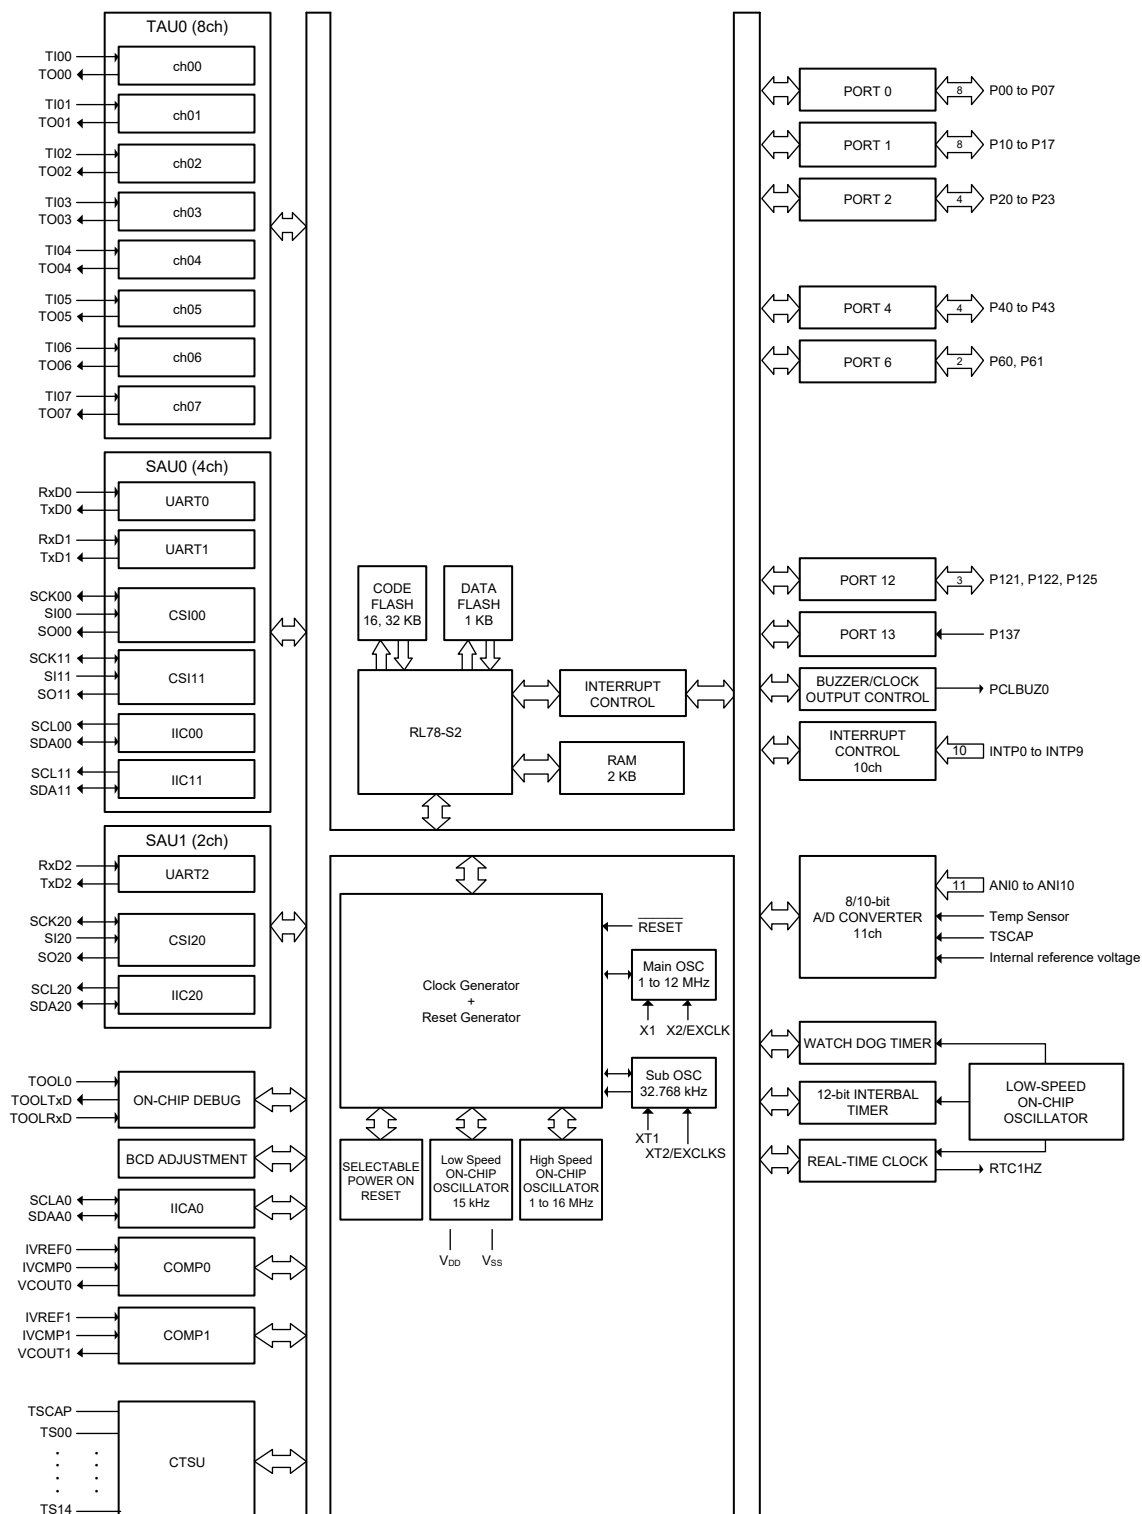 TAU0 (8ch)
TI00
TO00
ch00
TI01
TO01
ch01
TI02
TO02
ch02
TI03
TO03
ch03
TI04
TO04
ch04
TI05
TO05
ch05
TI06
TO06
ch06
TI07
TO07
ch07
SAU0 (4ch)
RxD0
TxD0
UART0
RxD1
TxD1
UART1
SCK00
SI00
SO00
CSI00
SCK11
SI11
SO11
CSI11
SCL00
SDA00
IIC00
SCL11
SDA11
IIC11
SAU1 (2ch)
RxD2
TxD2
UART2
SCK20
SI20
SO20
CSI20
SCL20
SDA20
IIC20
TOOL0
TOOLTxD
TOOLRxD
ON-CHIP DEBUG
BCD ADJUSTMENT
SCLA0
SDAA0
IICA0
IVREF0
IVCMP0
VCOUT0
COMP0
IVREF1
IVCMP1
VCOUT1
COMP1
TSCAP
TS00
TS14
CTSU
CODE
FLASH
16, 32 KB
DATA
FLASH
1 KB
RL78-S2
INTERRUPT
CONTROL
RAM
2 KB
Clock Generator
+
Reset Generator
RESET
Main OSC
1 to 12 MHz
X1
X2/EXCLK
Sub OSC
32.768 kHz
XT1
XT2/EXCLKS
SELECTABLE
POWER ON
RESET
Low Speed
ON-CHIP
OSCILLATOR
15 kHz
High Speed
ON-CHIP
OSCILLATOR
1 to 16 MHz
VDD
VSS
PORT 0
8
P00 to P07
PORT 1
8
P10 to P17
PORT 2
4
P20 to P23
PORT 4
4
P40 to P43
PORT 6
2
P60, P61
PORT 12
3
P121, P122, P125
PORT 13
P137
BUZZER/CLOCK
OUTPUT CONTROL
PCLBUZ0
INTERRUPT
CONTROL
10ch
10
INTP0 to INTP9
8/10-bit
A/D CONVERTER
11ch
11
ANI0 to ANI10
Temp Sensor
TSCAP
Internal reference voltage
WATCH DOG TIMER
12-bit INTERBAL
TIMER
REAL-TIME CLOCK
RTC1HZ
LOW-SPEED
ON-CHIP
OSCILLATOR